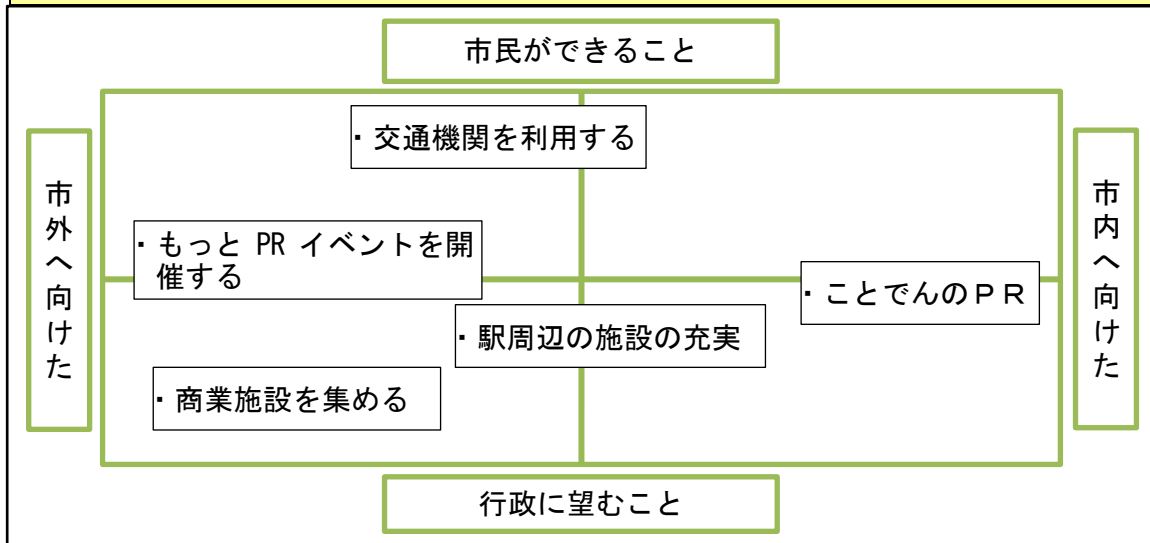 市民ができること
・交通機関を利用する
市外へ向けた
市内へ向けた
・もっと PR イベントを開
催する
・ことでんのＰＲ
・駅周辺の施設の充実
・商業施設を集める
行政に望むこと